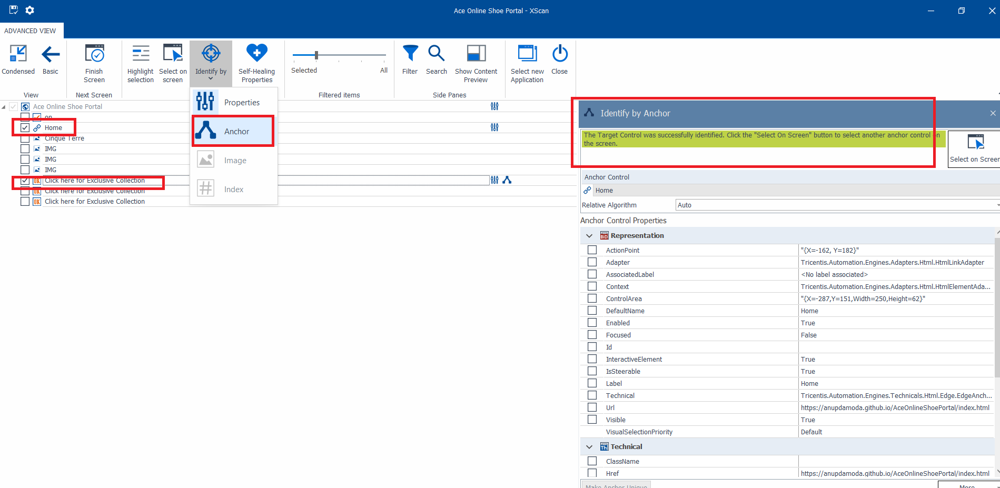 Ace Online Shoe Portal - XScan
ADVANCED VIEW
Condensed
Basic
Finish
Screen
Highlight
selection
Select on
screen
Identify by
Self-Healing
Properties
Selected
All
Filter
Search
Show Content
Preview
Select new
Application
Close
View
Next Screen
Filtered items
Side Panes
Ace Online Shoe Portal
on
Home
Cinque Terre
IMG
IMG
IMG
OK Click here for Exclusive Collection
OK Click here for Exclusive Collection
OK Click here for Exclusive Collection
Properties
Anchor
Image
Index
Identify by Anchor
The Target Control was successfully identified. Click the "Select On Screen" button to select another anchor control on
the screen.
Select on Screen
Anchor Control
Home
Relative Algorithm Auto
Anchor Control Properties
BID Representation
ActionPoint "{X=-162, Y=182}"
Adapter Tricentis.Automation.Engines.Adapters.Html.HtmlLinkAdapter
AssociatedLabel <No label associated>
Context Tricentis.Automation.Engines.Adapters.Html.HtmlElementAda...
ControlArea "{X=-287,Y=151,Width=250,Height=62}"
DefaultName Home
Enabled True
Focused False
Id
InteractiveElement True
IsSteerable True
Label Home
Technical Tricentis.Automation.Engines.Technicals.Html.Edge.EdgeAnch...
Url https://anupdamoda.github.io/AceOnlineShoePortal/index.html
Visible True
VisualSelectionPriority Default
Th Technical
ClassName
Href https://anupdamoda.github.io/AceOnlineShoePortal/index.html
Make Anchor Unique
More